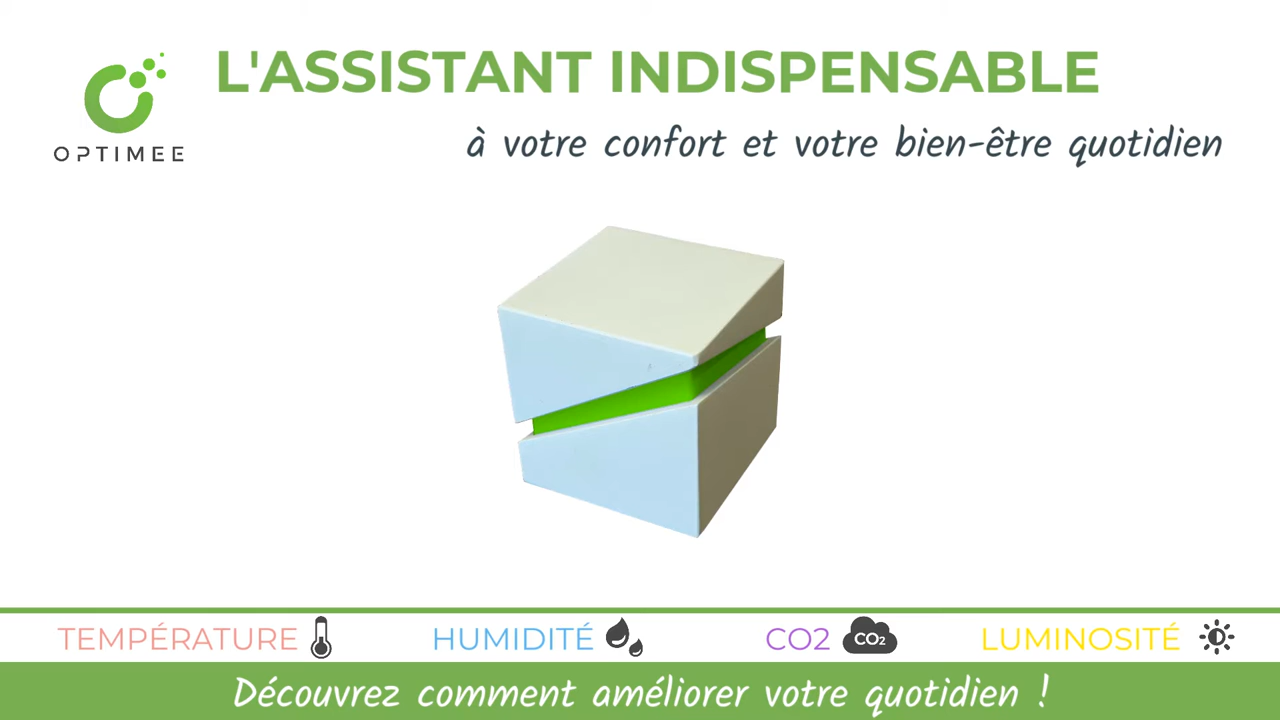 OPTIMEE
L'ASSISTANT INDISPENSABLE
à votre confort et votre bien-être quotidien
TEMPÉRATURE
HUMIDITÉ
CO2
CO₂
LUMINOSITÉ
Découvrez comment améliorer votre quotidien !